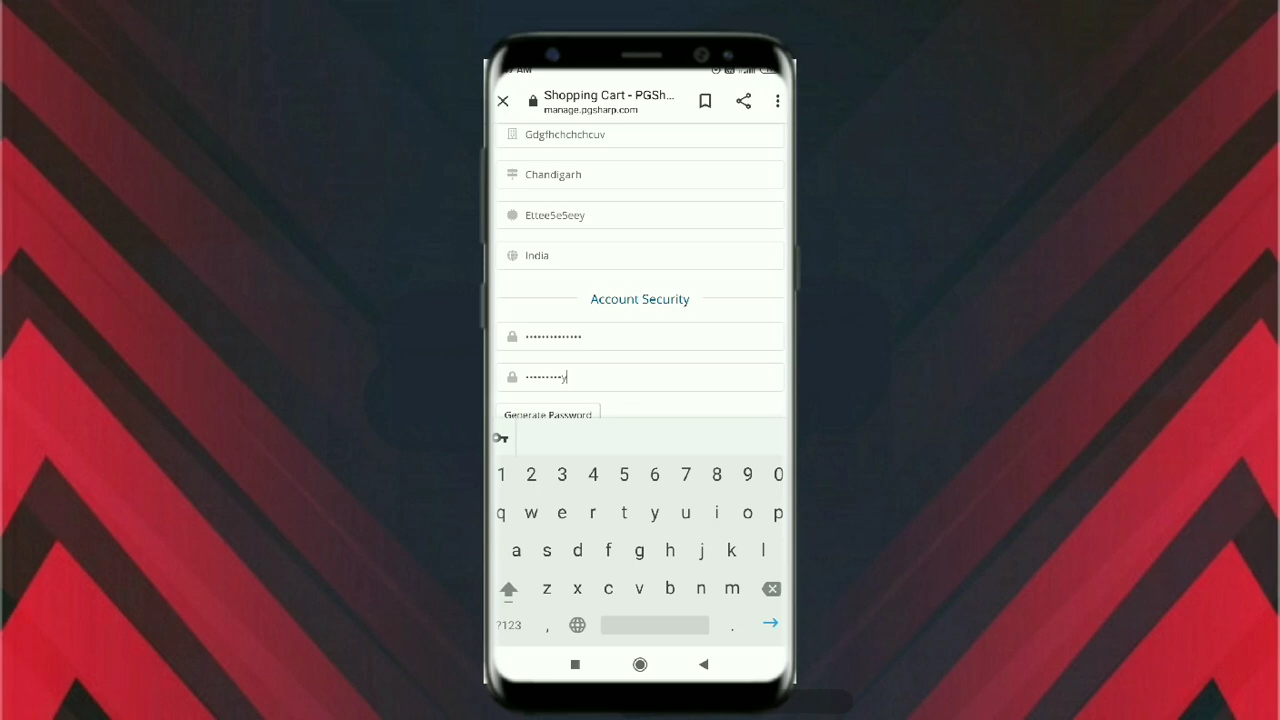 AM
Shopping Cart - PGSh...
manage.pgsharp.com
Gdgfhchchchcuv
Chandigarh
Ettee5e5eey
India
Account Security
••••••••••••••
•••••••••y
Generate Password
1 2 3 4 5 6 7 8 9 0
q w e r t y u i o p
a s d f g h j k l
z x c v b n m
?123 , .